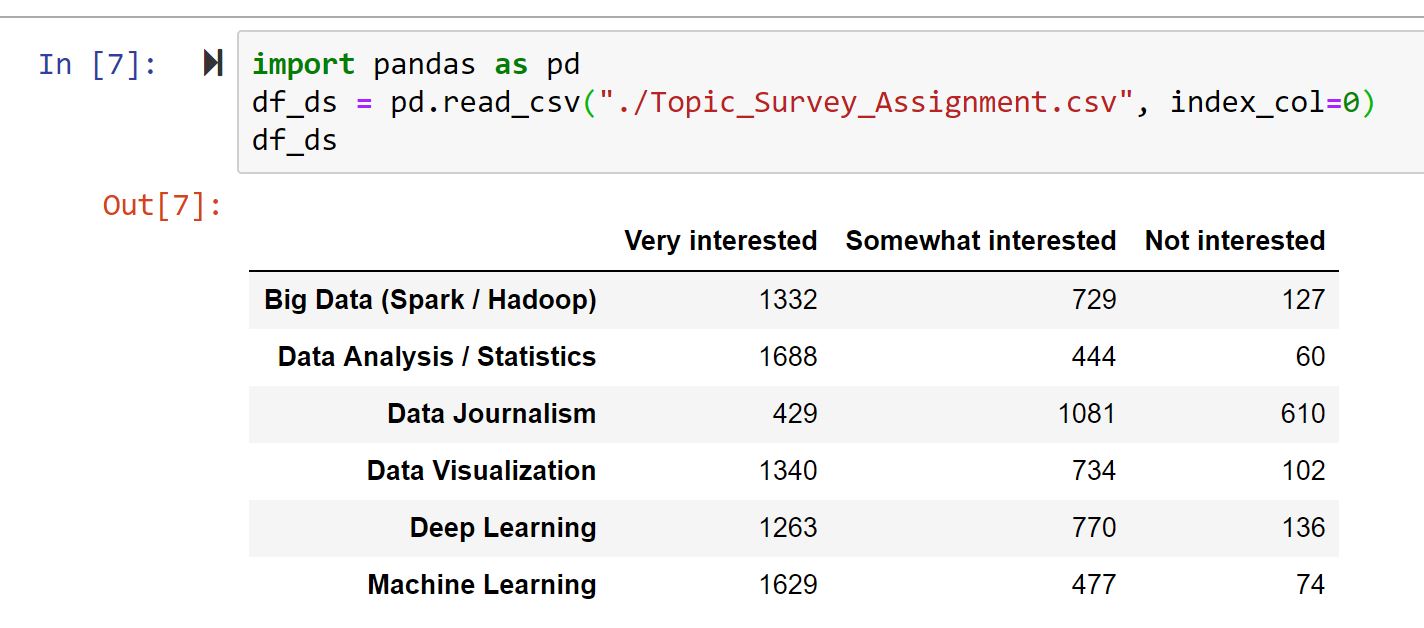 In [7]: import pandas as pd
df_ds = pd.read_csv("./Topic_Survey_Assignment.csv", index_col=0)
df_ds
Out[7]:
Very interested Somewhat interested Not interested
Big Data (Spark / Hadoop) 1332 729 127
Data Analysis / Statistics 1688 444 60
Data Journalism 429 1081 610
Data Visualization 1340 734 102
Deep Learning 1263 770 136
Machine Learning 1629 477 74